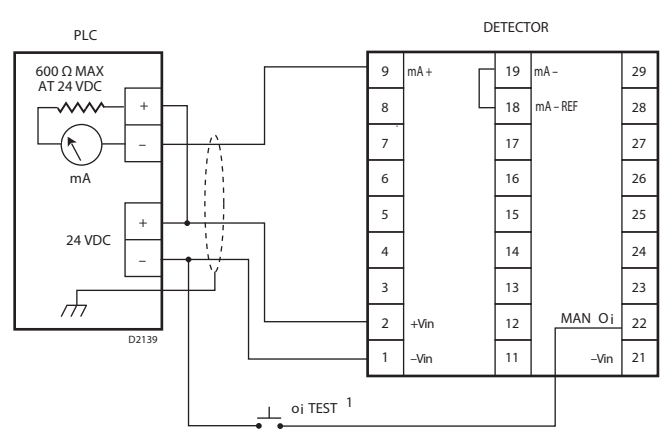 DETECTOR
PLC
600 Ω MAX
AT 24 VDC
+
–
mA
+
24 VDC
–
D2139
9 mA + 19 mA – 29
8 18 mA – REF 28
7 17 27
6 16 26
5 15 25
4 14 24
3 13 23
2 +Vin 12 MAN Oi 22
1 –Vin 11 –Vin 21
oi TEST 1